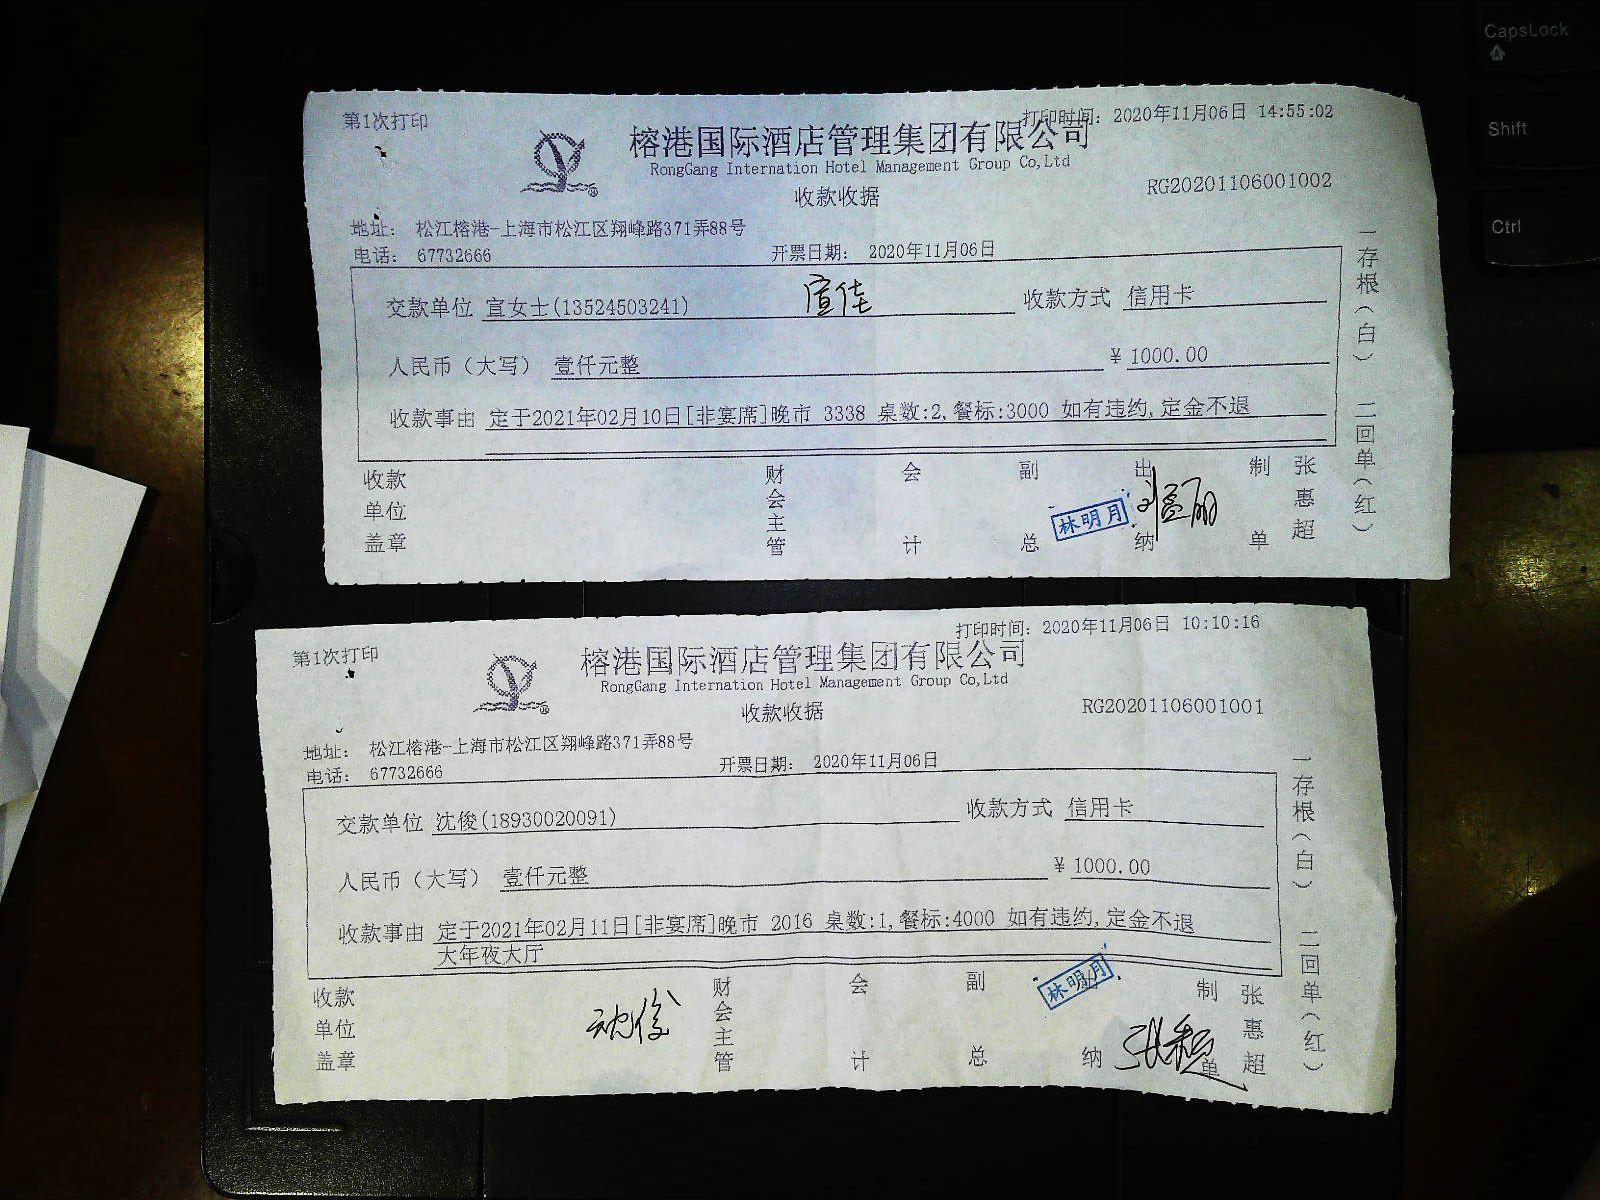 CapsLock
Shift
Ctrl
第1次打印
打印时间：2020年11月06日 14:55:02
榕港国际酒店管理集团有限公司
RongGang Internation Hotel Management Group Co,Ltd
收款收据
RG20201106001002
地址： 松江榕港-上海市松江区翔峰路371弄88号
电话： 67732666
开票日期： 2020年11月06日
交款单位 宣女士(13524503241) 宣佳 收款方式 信用卡
人民币（大写） 壹仟元整 ¥ 1000.00
收款事由 定于2021年02月10日[非宴席]晚市 3338 桌数:2,餐标:3000 如有违约,定金不退
收款单位盖章 财会主管 会计 副总 出纳 制单 张惠超
林明月
一存根（白） 二回单（红）
第1次打印
打印时间：2020年11月06日 10:10:16
榕港国际酒店管理集团有限公司
RongGang Internation Hotel Management Group Co,Ltd
收款收据
RG20201106001001
地址： 松江榕港-上海市松江区翔峰路371弄88号
电话： 67732666
开票日期： 2020年11月06日
交款单位 沈俊(18930020091) 收款方式 信用卡
人民币（大写） 壹仟元整 ¥ 1000.00
收款事由 定于2021年02月11日[非宴席]晚市 2016 桌数:1,餐标:4000 如有违约,定金不退
大年夜大厅
收款单位盖章 沈俊 财会主管 会计 副总 出纳 制单 张惠超
林明月
一存根（白） 二回单（红）